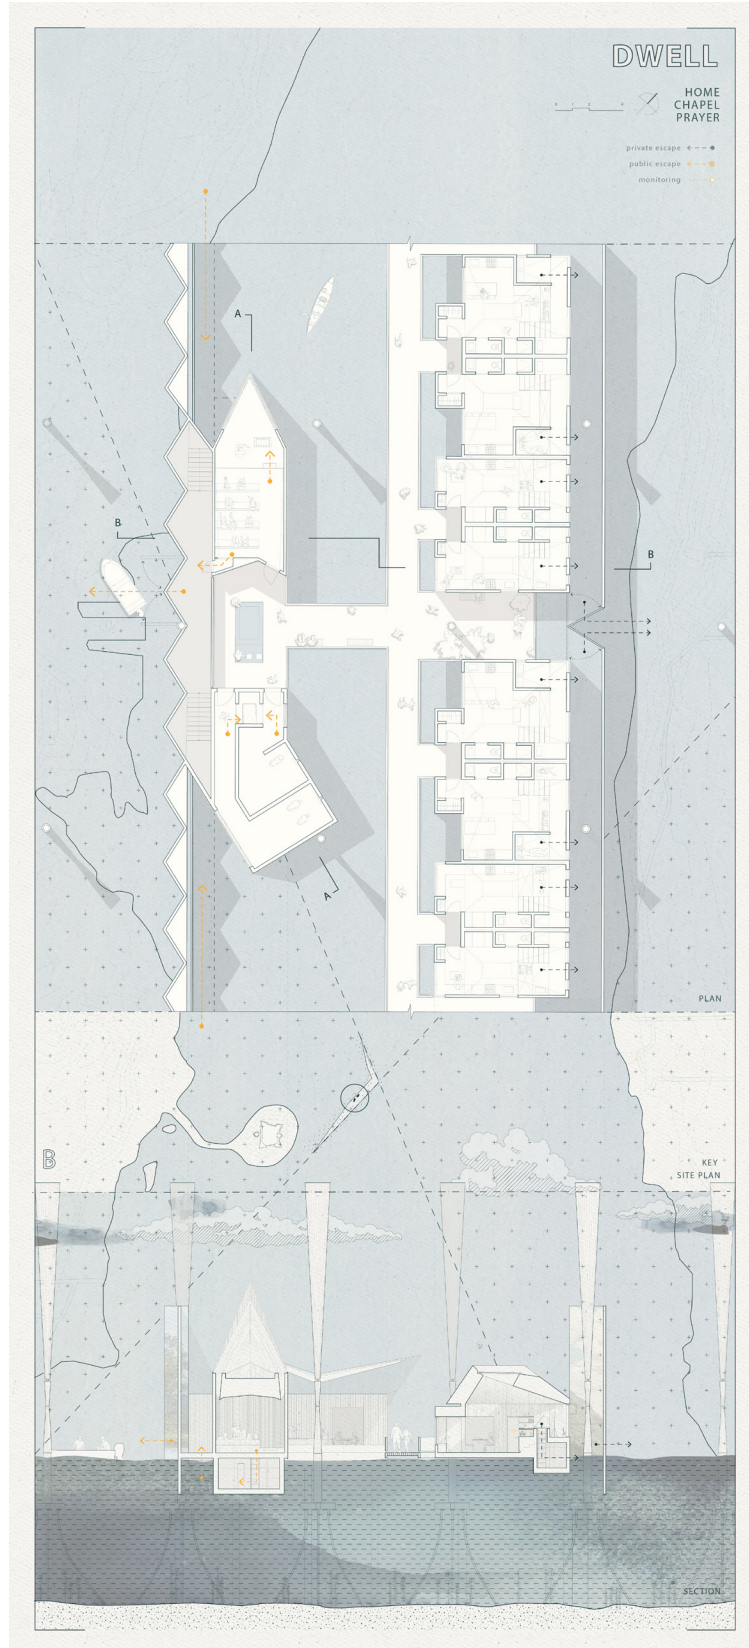 DWELL
HOME
CHAPEL
PRAYER
private escape
public escape
monitoring
A
B
B
A
PLAN
B
KEY
SITE PLAN
SECTION